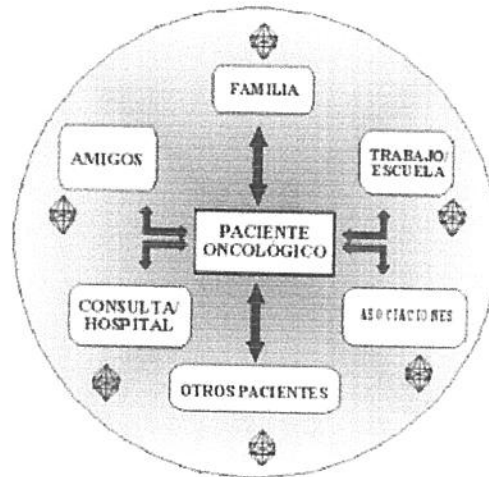 FAMILIA
AMIGOS
TRABAJO/
ESCUELA
PACIENTE
ONCOLÓGICO
CONSULTA/
HOSPITAL
ASOCIACIONES
OTROS PACIENTES